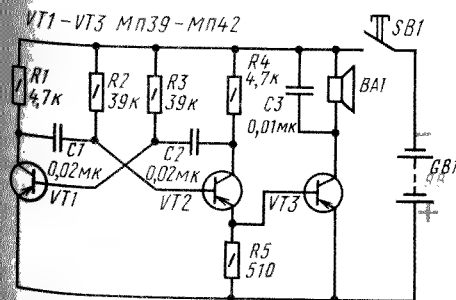 VT1-VT3 МП39-МП42
SB1
R1
4,7к
R2
39к
R3
39к
R4
4,7к
C3
0,01мк
BA1
C1
0,02мк
C2
0,02мк
GB1
9В
VT1
VT2
VT3
R5
510